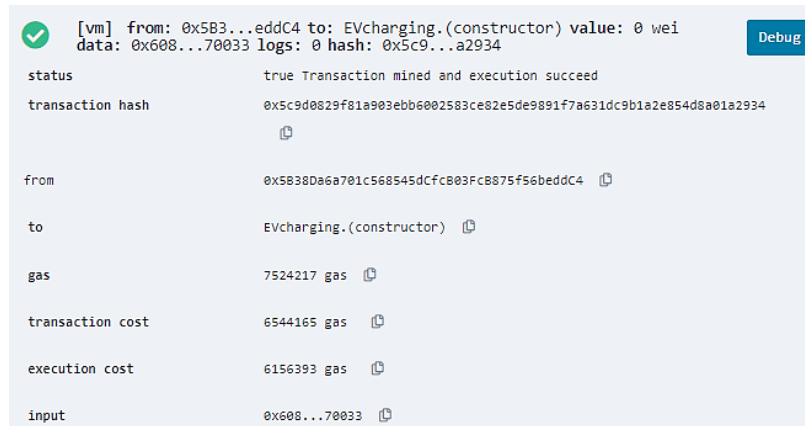 [vm] from: 0x5B3...eddC4 to: EVcharging.(constructor) value: 0 wei
data: 0x608...70033 logs: 0 hash: 0x5c9...a2934
Debug
status true Transaction mined and execution succeed
transaction hash 0x5c9d0829f81a903ebb6002583ce82e5de9891f7a631dc9b1a2e854d8a01a2934
from 0x5B38Da6a701c568545dCfcB03FcB875f56beddC4
to EVcharging.(constructor)
gas 7524217 gas
transaction cost 6544165 gas
execution cost 6156393 gas
input 0x608...70033